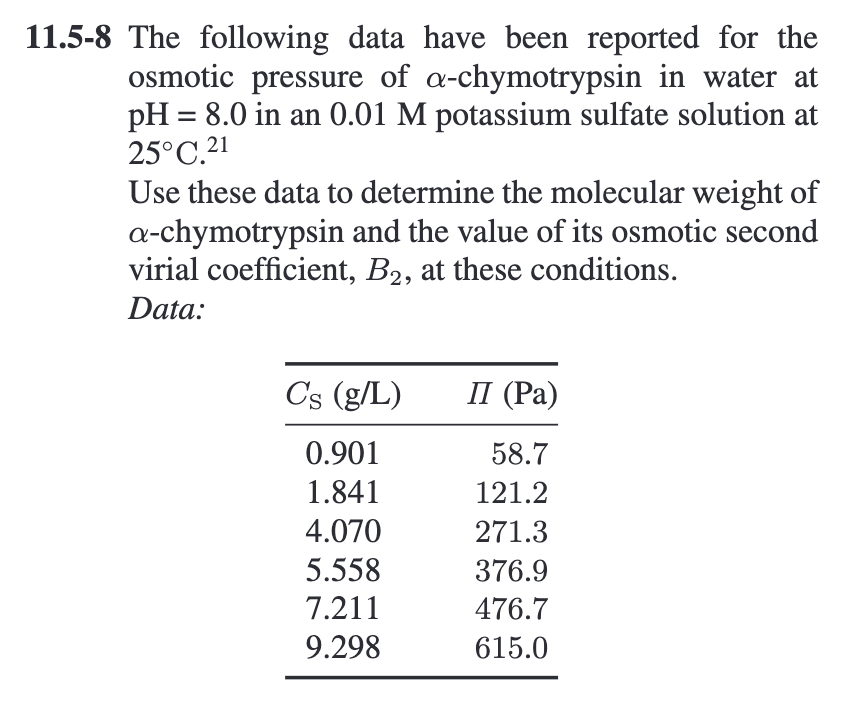 11.5-8 The following data have been reported for the
osmotic pressure of α-chymotrypsin in water at
pH = 8.0 in an 0.01 M potassium sulfate solution at
25°C.²¹
Use these data to determine the molecular weight of
α-chymotrypsin and the value of its osmotic second
virial coefficient, B₂, at these conditions.
Data:
C_S (g/L) Π (Pa)
0.901 58.7
1.841 121.2
4.070 271.3
5.558 376.9
7.211 476.7
9.298 615.0